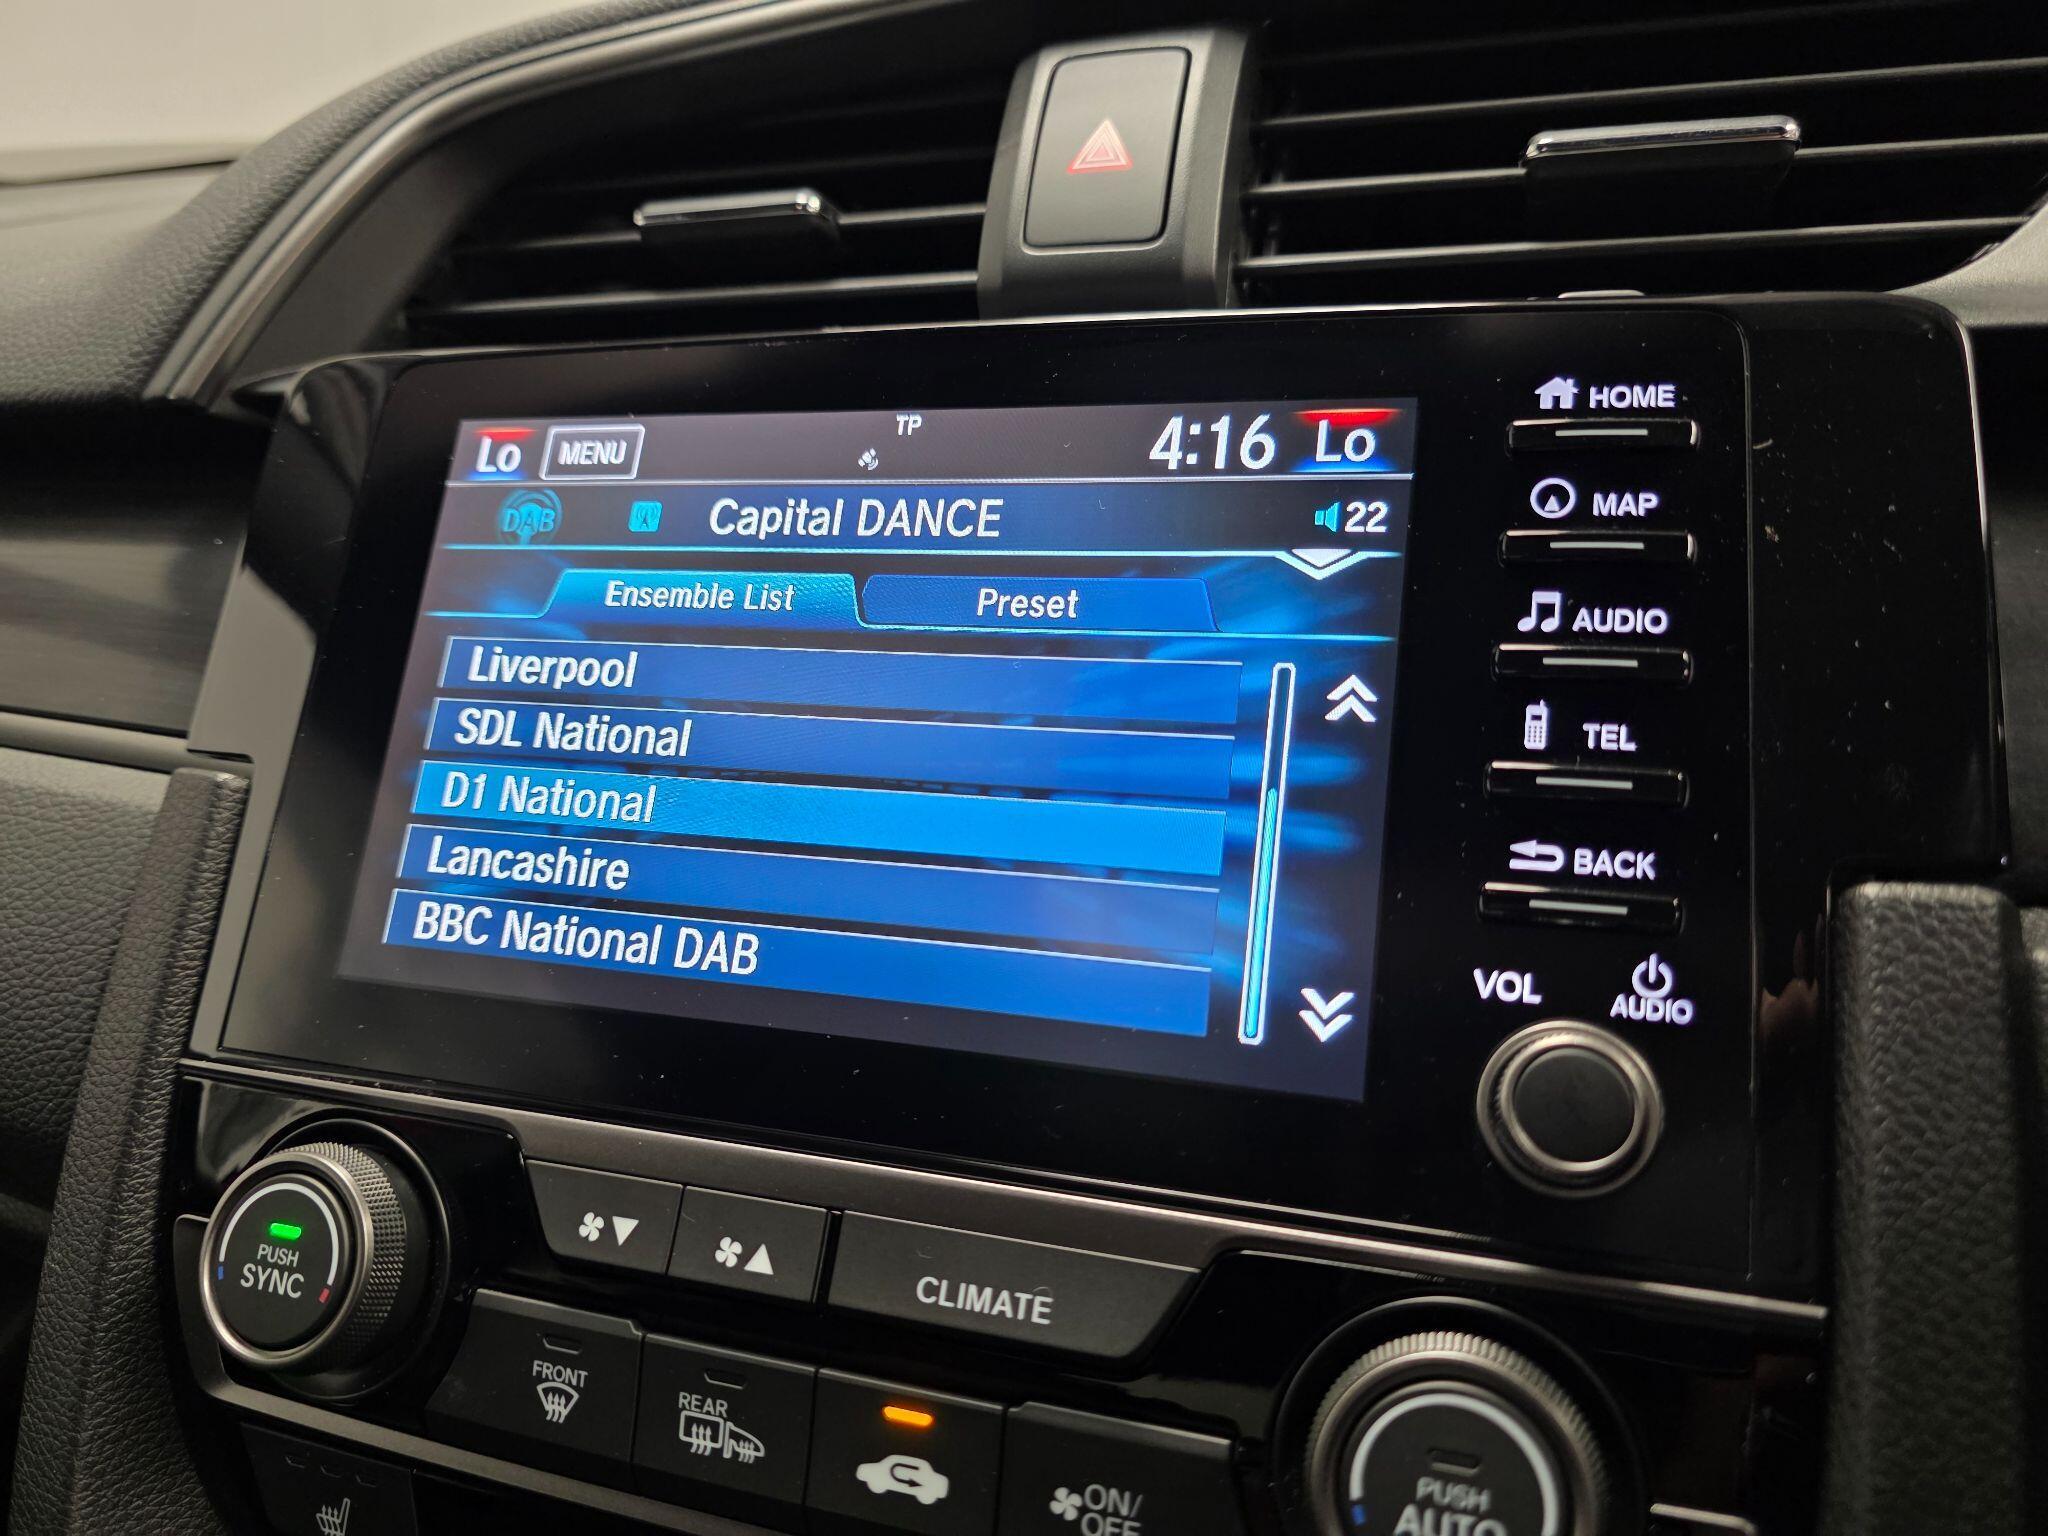 TP
Lo MENU 4:16 Lo
DAB Capital DANCE 22
Ensemble List Preset
Liverpool
SDL National
D1 National
Lancashire
BBC National DAB
HOME
MAP
AUDIO
TEL
BACK
VOL AUDIO
PUSH
SYNC
CLIMATE
FRONT
REAR
ON/
OFF
PUSH
AUTO